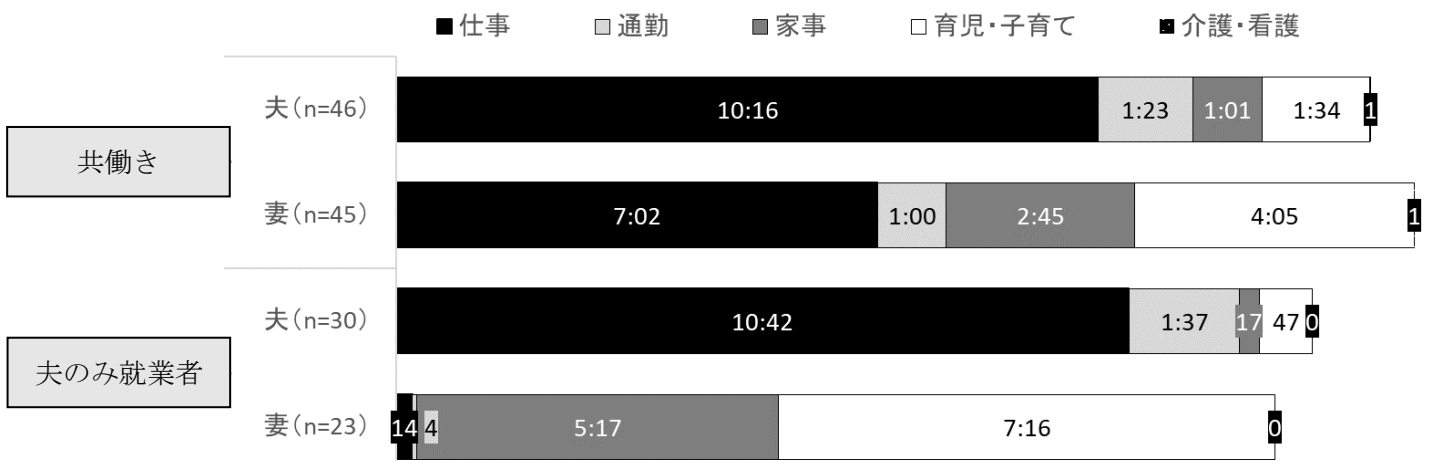 仕事 通勤 家事 育児・子育て 介護・看護
共働き
夫(n=46) 10:16 1:23 1:01 1:34 1
妻(n=45) 7:02 1:00 2:45 4:05 1
夫のみ就業者
夫(n=30) 10:42 1:37 17 47 0
妻(n=23) 14 4 5:17 7:16 0